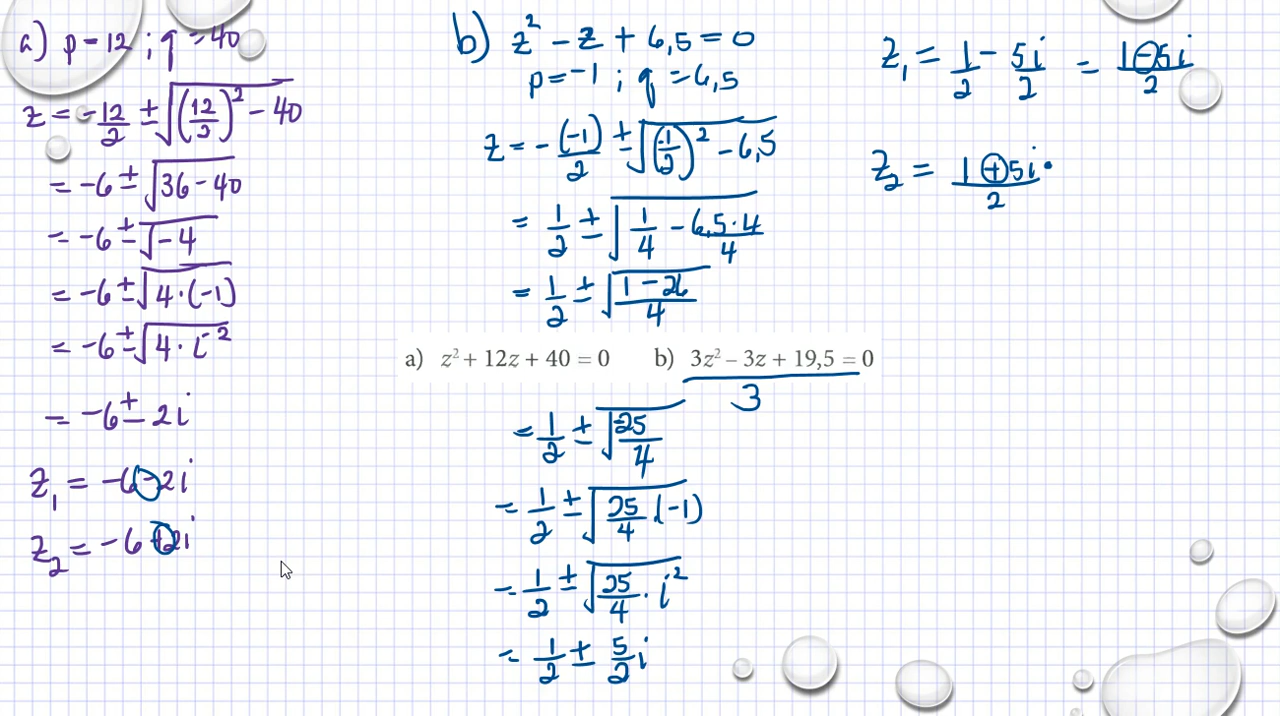 a) p = 12 ; q = 40
z = -12/2 ± √((12/2)² - 40)
= -6 ± √(36 - 40)
= -6 ± √(-4)
= -6 ± √(4·(-1))
= -6 ± √(4·i²)
= -6 ± 2i
z₁ = -6 - 2i
z₂ = -6 + 2i
b) z² - z + 6,5 = 0
p = -1 ; q = 6,5
z = -(-1)/2 ± √((-1/2)² - 6,5)
= 1/2 ± √(1/4 - 6,5·4/4)
= 1/2 ± √((1 - 26)/4)
a) z² + 12z + 40 = 0 b) 3z² – 3z + 19,5 = 0
3
= 1/2 ± √(-25/4)
= 1/2 ± √(25/4·(-1))
= 1/2 ± √(25/4 · i²)
= 1/2 ± 5/2 i
z₁ = 1/2 - 5i/2 = (1 - 5i)/2
z₂ = (1 + 5i)/2